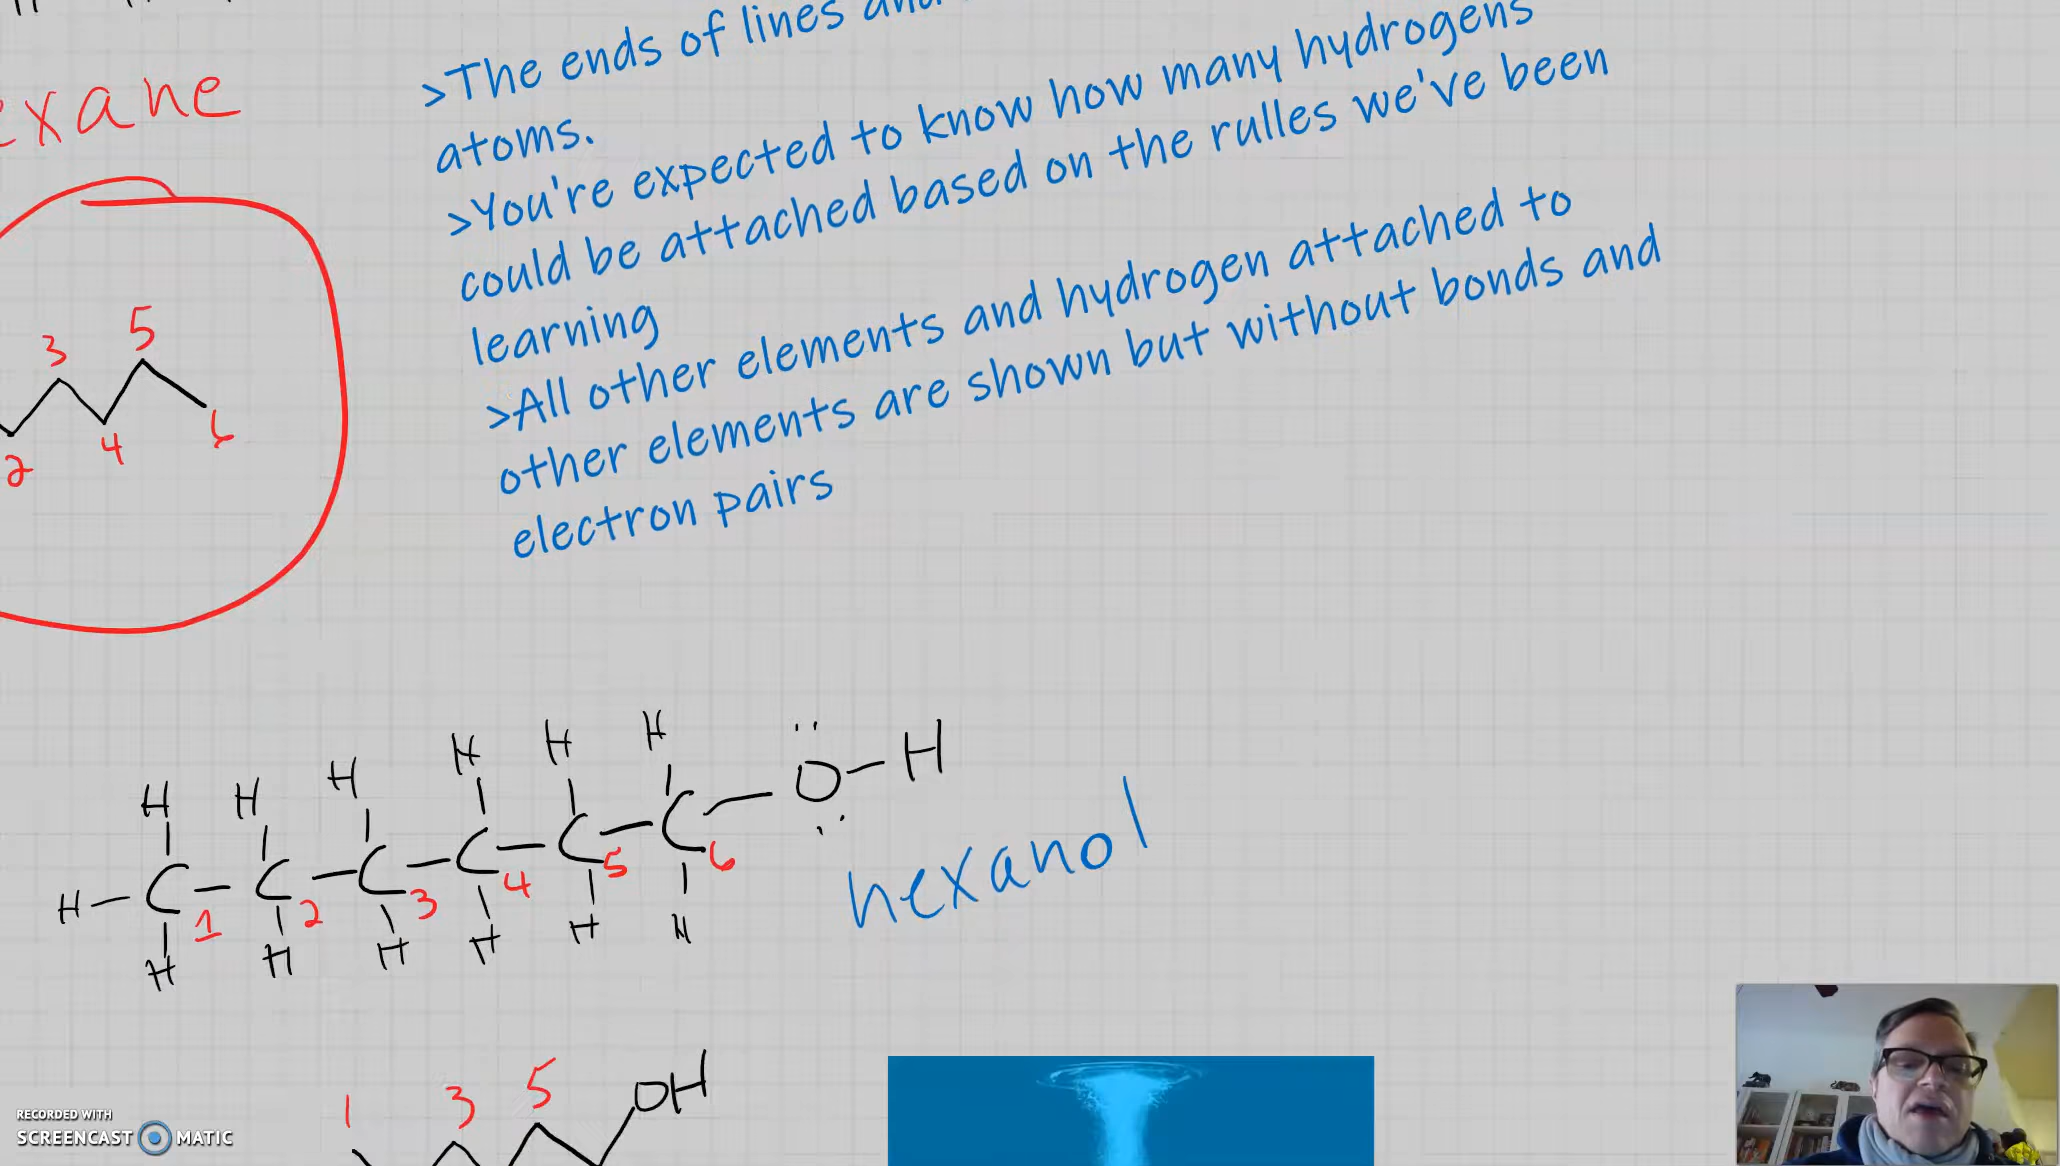 >The ends of lines and
atoms.
>You're expected to know how many hydrogens
could be attached based on the rulles we've been
learning
>All other elements and hydrogen attached to
other elements are shown but without bonds and
electron pairs
exane
3 5
2 4 6
H H H H H H
H C C C C C C O H
1 2 3 4 5 6
H H H H H H
hexanol
1 3 5 OH
RECORDED WITH
SCREENCAST MATIC